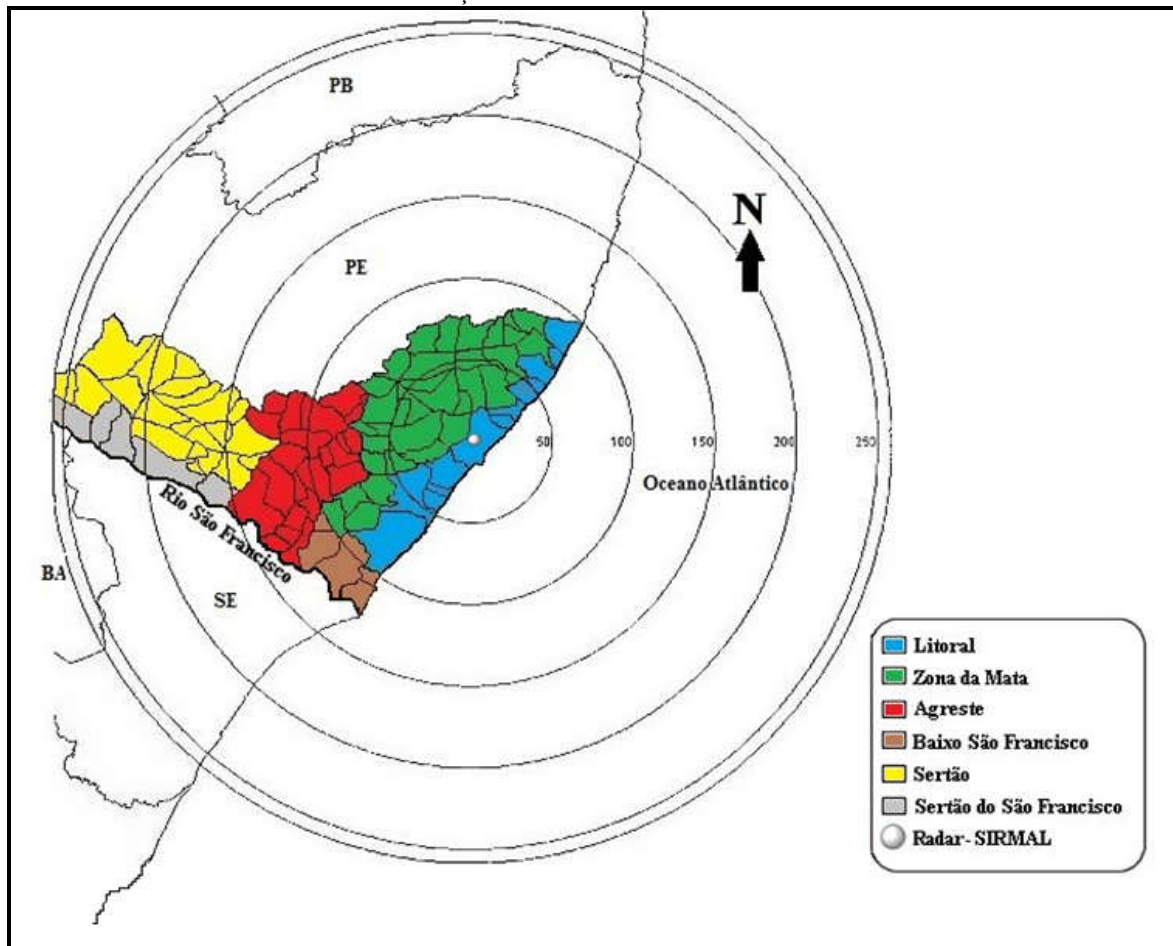 PB
N
PE
50
100
150
200
250
Oceano Atlântico
Rio São Francisco
BA
SE
Litoral
Zona da Mata
Agreste
Baixo São Francisco
Sertão
Sertão do São Francisco
Radar- SIRMAL